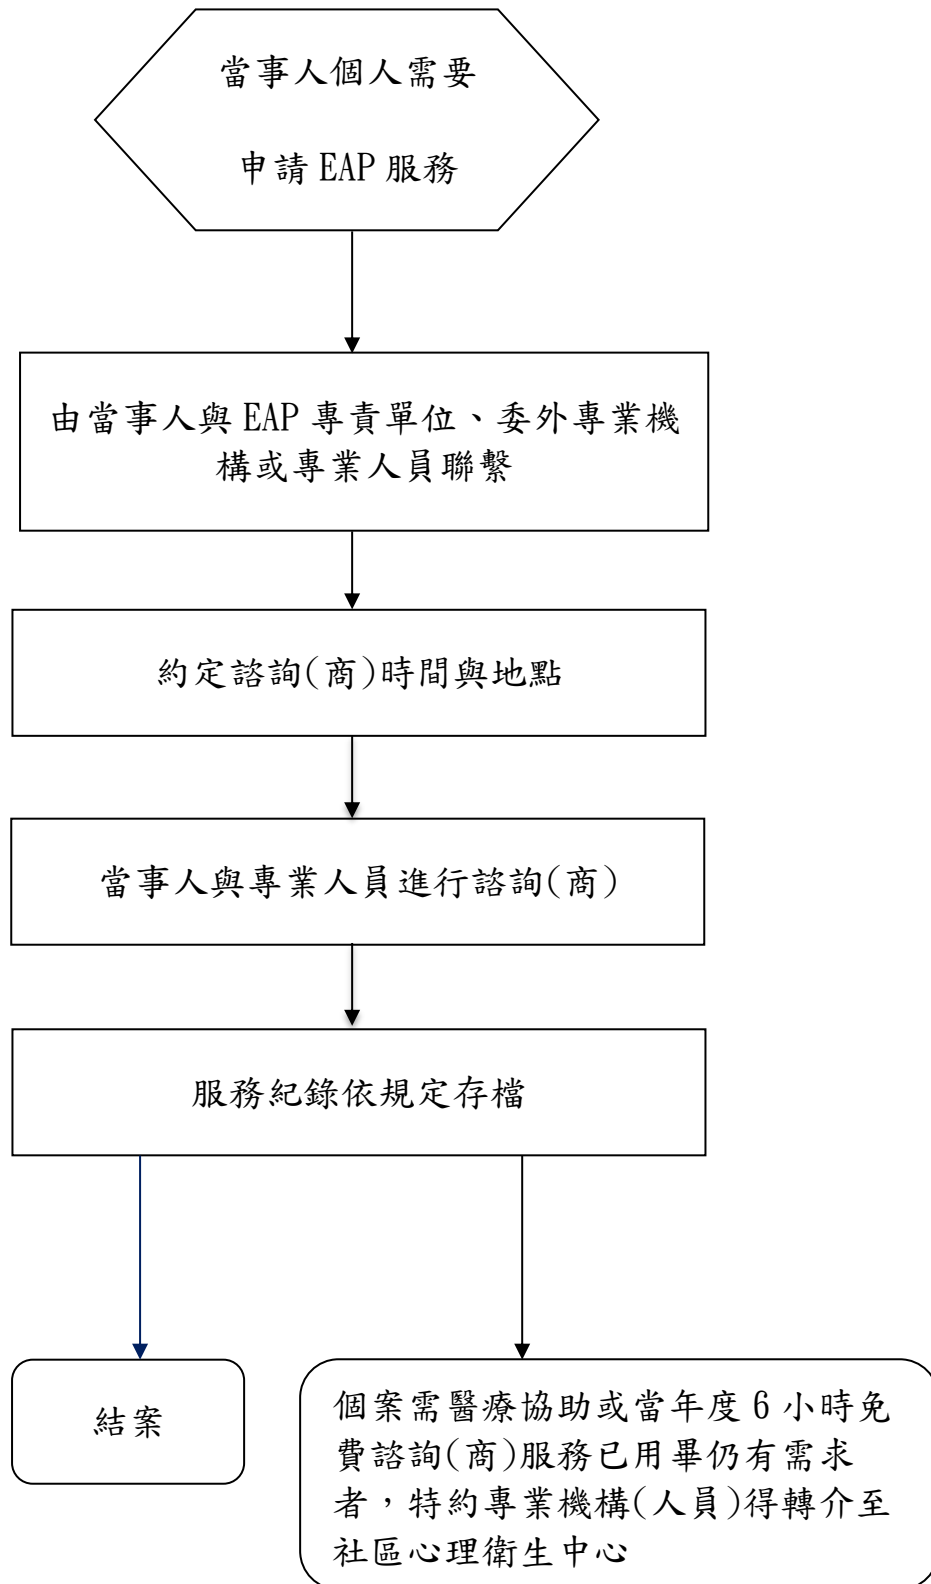 當事人個人需要
申請 EAP 服務
由當事人與 EAP 專責單位、委外專業機
構或專業人員聯繫
約定諮詢(商)時間與地點
當事人與專業人員進行諮詢(商)
服務紀錄依規定存檔
結案
個案需醫療協助或當年度 6 小時免
費諮詢(商)服務已用畢仍有需求
者，特約專業機構(人員)得轉介至
社區心理衛生中心